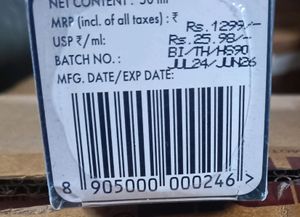 NET CONTENT : 50 ml
MRP (incl. of all taxes) : ₹ Rs.1299/-
USP ₹/ml: Rs.25.98/-
BATCH NO.: BI/TH/HS90
MFG. DATE/EXP DATE: JUL24/JUN26
8 905000 000246 >